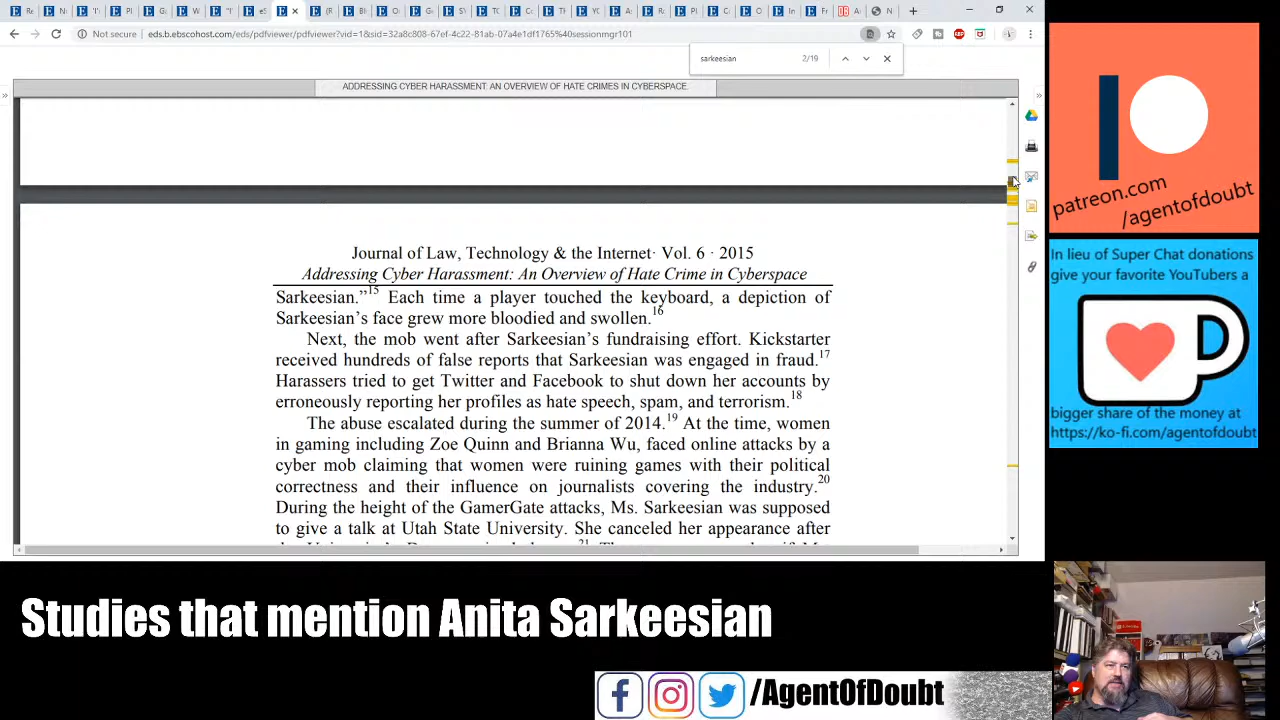 Not secure
eds.b.ebscohost.com/eds/pdfviewer/pdfviewer?vid=1&sid=32a8c808-67ef-4c22-81ab-07a4e1df1765%40sessionmgr101
sarkeesian 2/19
ADDRESSING CYBER HARASSMENT: AN OVERVIEW OF HATE CRIMES IN CYBERSPACE.
Journal of Law, Technology & the Internet· Vol. 6 · 2015
Addressing Cyber Harassment: An Overview of Hate Crime in Cyberspace
Sarkeesian.”15 Each time a player touched the keyboard, a depiction of
Sarkeesian’s face grew more bloodied and swollen.16
Next, the mob went after Sarkeesian’s fundraising effort. Kickstarter
received hundreds of false reports that Sarkeesian was engaged in fraud.17
Harassers tried to get Twitter and Facebook to shut down her accounts by
erroneously reporting her profiles as hate speech, spam, and terrorism.18
The abuse escalated during the summer of 2014.19 At the time, women
in gaming including Zoe Quinn and Brianna Wu, faced online attacks by a
cyber mob claiming that women were ruining games with their political
correctness and their influence on journalists covering the industry.20
During the height of the GamerGate attacks, Ms. Sarkeesian was supposed
to give a talk at Utah State University. She canceled her appearance after
patreon.com
/agentofdoubt
In lieu of Super Chat donations
give your favorite YouTubers a
bigger share of the money at
https://ko-fi.com/agentofdoubt
Studies that mention Anita Sarkeesian
/AgentOfDoubt